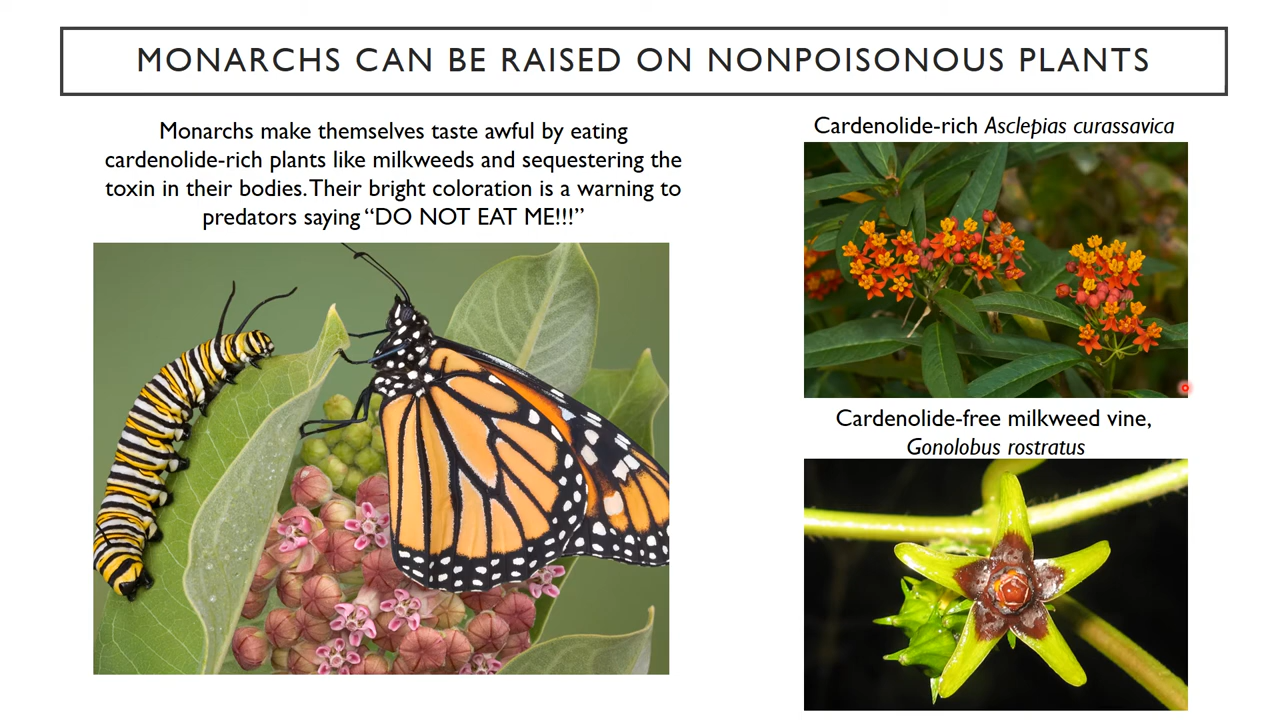 MONARCHS CAN BE RAISED ON NONPOISONOUS PLANTS
Monarchs make themselves taste awful by eating
cardenolide-rich plants like milkweeds and sequestering the
toxin in their bodies. Their bright coloration is a warning to
predators saying “DO NOT EAT ME!!!”
Cardenolide-rich Asclepias curassavica
Cardenolide-free milkweed vine,
Gonolobus rostratus